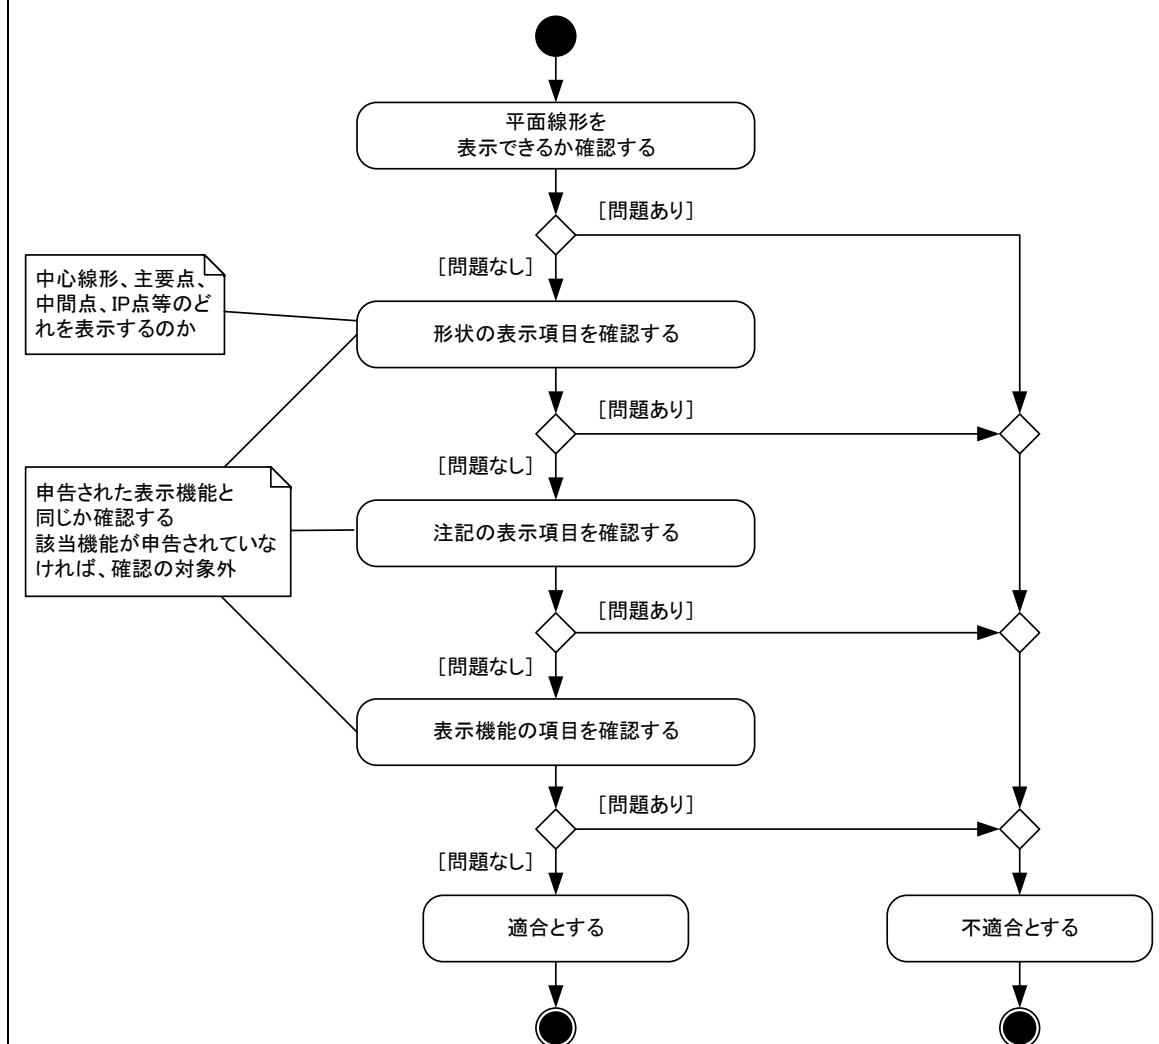 平面線形を
表示できるか確認する
［問題あり］
［問題なし］
中心線形、主要点、
中間点、IP点等のど
れを表示するのか
形状の表示項目を確認する
［問題あり］
［問題なし］
申告された表示機能と
同じか確認する
該当機能が申告されていな
ければ、確認の対象外
注記の表示項目を確認する
［問題あり］
［問題なし］
表示機能の項目を確認する
［問題あり］
［問題なし］
適合とする
不適合とする